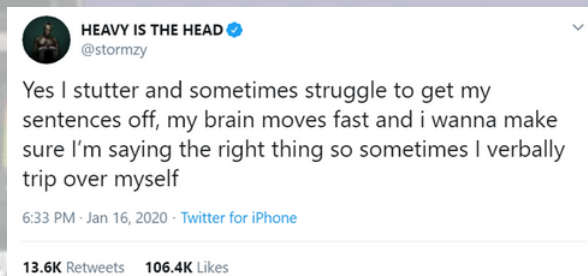 HEAVY IS THE HEAD
@stormzy
Yes I stutter and sometimes struggle to get my
sentences off, my brain moves fast and i wanna make
sure I'm saying the right thing so sometimes I verbally
trip over myself
6:33 PM · Jan 16, 2020 · Twitter for iPhone
13.6K Retweets 106.4K Likes